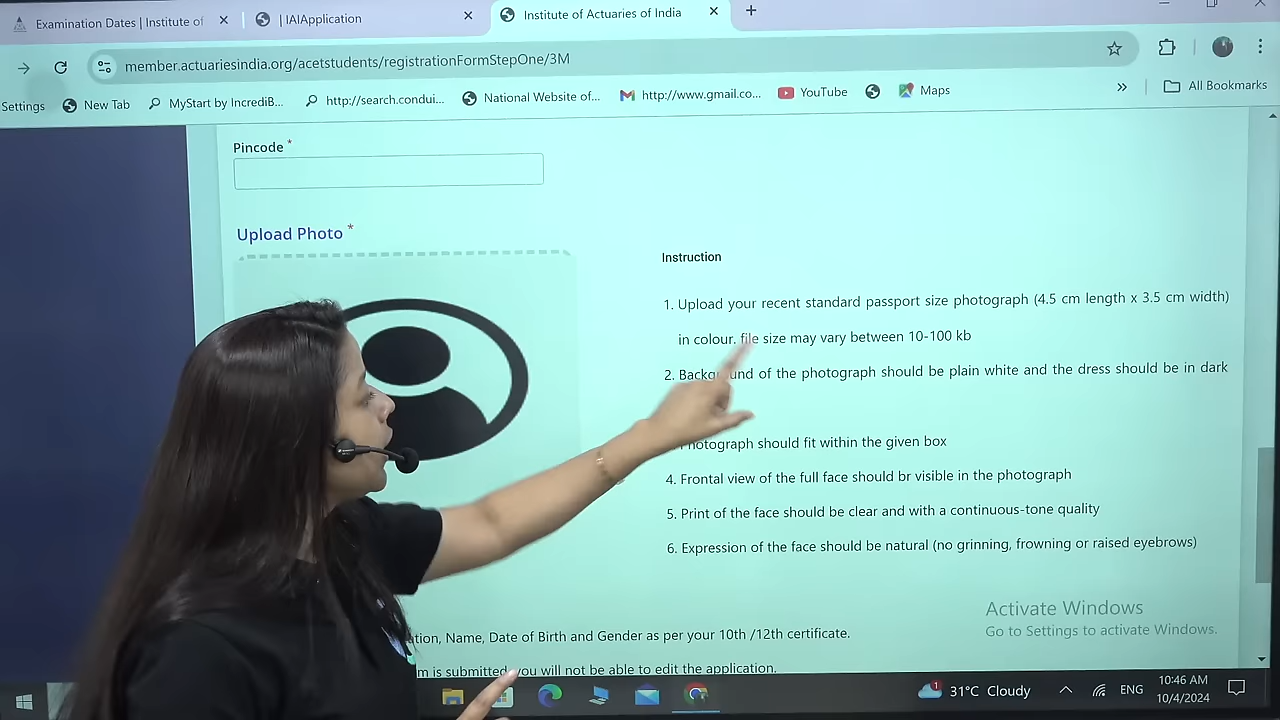 Examination Dates | Institute of
| IAIApplication
Institute of Actuaries of India
member.actuariesindia.org/acetstudents/registrationFormStepOne/3M
Settings
New Tab
MyStart by IncrediB...
http://search.condui...
National Website of...
http://www.gmail.co...
YouTube
Maps
»
All Bookmarks
Pincode *
Upload Photo *
Instruction
1. Upload your recent standard passport size photograph (4.5 cm length x 3.5 cm width)
in colour. file size may vary between 10-100 kb
2. Background of the photograph should be plain white and the dress should be in dark
Photograph should fit within the given box
4. Frontal view of the full face should br visible in the photograph
5. Print of the face should be clear and with a continuous-tone quality
6. Expression of the face should be natural (no grinning, frowning or raised eyebrows)
Activate Windows
Go to Settings to activate Windows.
Name, Date of Birth and Gender as per your 10th /12th certificate.
is submitted, you will not be able to edit the application.
1
31°C Cloudy
ENG
10:46 AM
10/4/2024